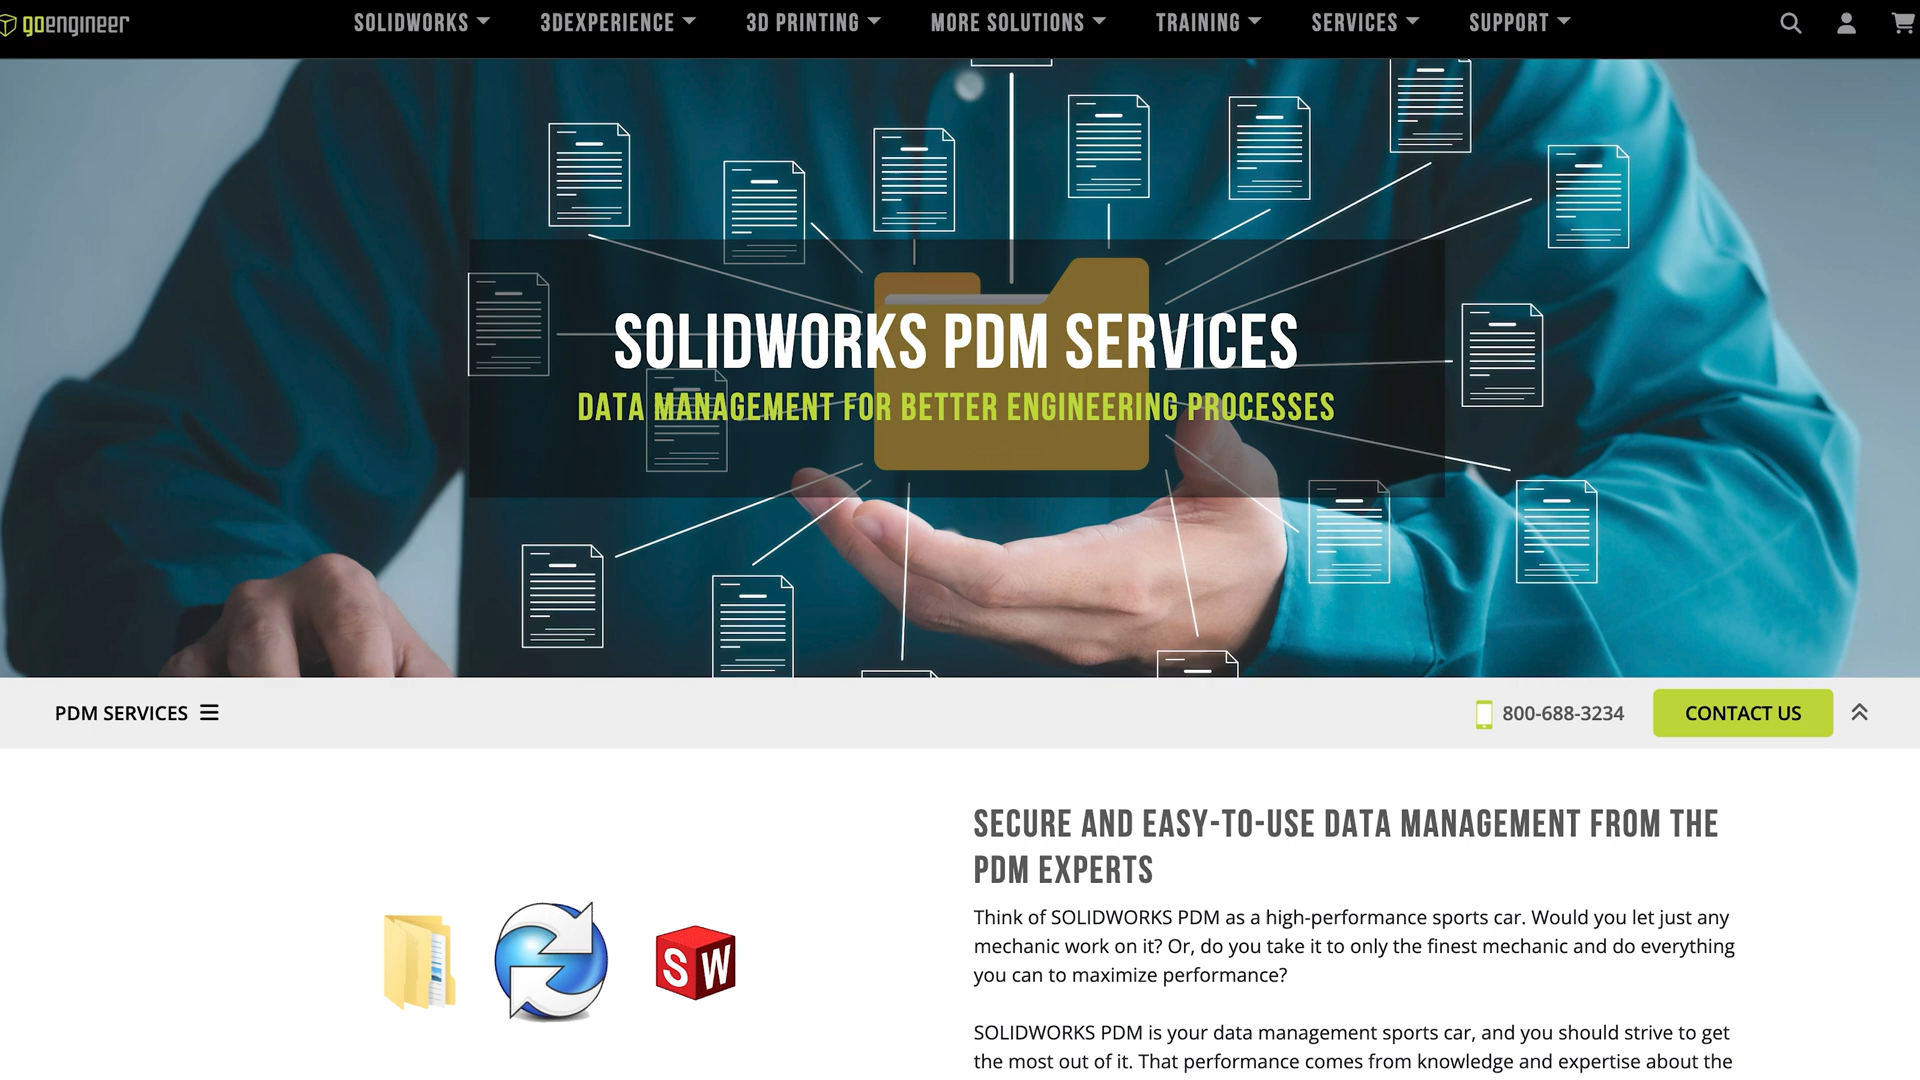 goengineer
SOLIDWORKS 3DEXPERIENCE 3D PRINTING MORE SOLUTIONS TRAINING SERVICES SUPPORT
SOLIDWORKS PDM SERVICES
DATA MANAGEMENT FOR BETTER ENGINEERING PROCESSES
PDM SERVICES
800-688-3234
CONTACT US
SECURE AND EASY-TO-USE DATA MANAGEMENT FROM THE
PDM EXPERTS
Think of SOLIDWORKS PDM as a high-performance sports car. Would you let just any
mechanic work on it? Or, do you take it to only the finest mechanic and do everything
you can to maximize performance?
SOLIDWORKS PDM is your data management sports car, and you should strive to get
the most out of it. That performance comes from knowledge and expertise about the
SW